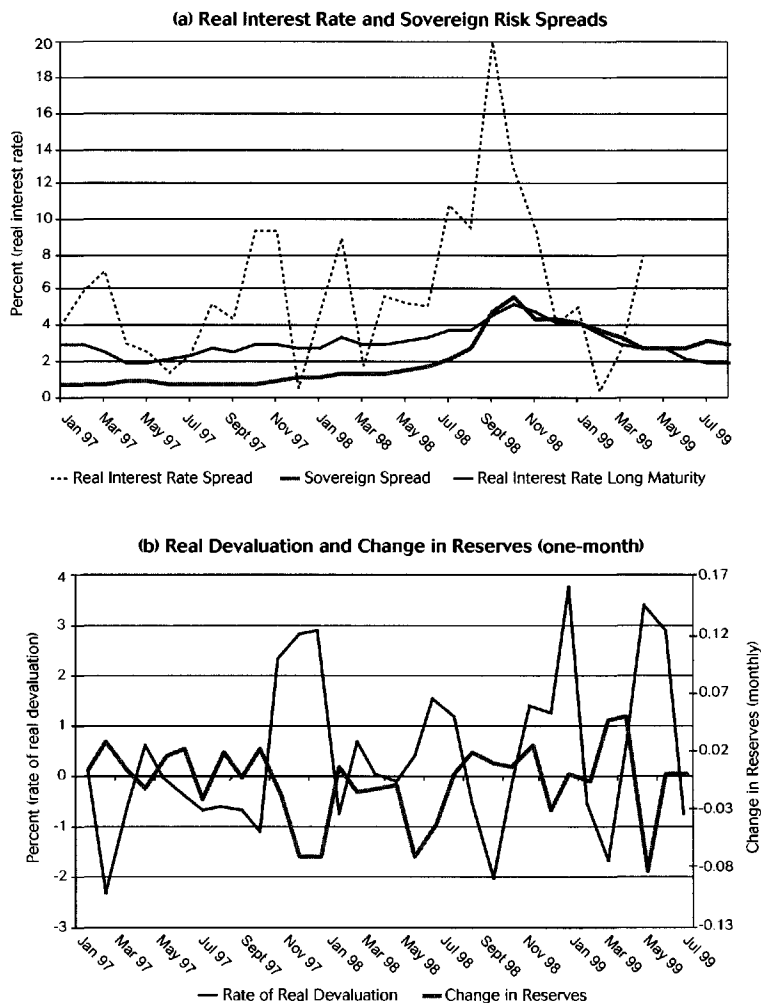 (a) Real Interest Rate and Sovereign Risk Spreads
Percent (real interest rate)
20
18
16
14
12
10
8
6
4
2
0
Jan 97
Mar 97
May 97
Jul 97
Sept 97
Nov 97
Jan 98
Mar 98
May 98
Jul 98
Sept 98
Nov 98
Jan 99
Mar 99
May 99
Jul 99
Real Interest Rate Spread
Sovereign Spread
Real Interest Rate Long Maturity
(b) Real Devaluation and Change in Reserves (one-month)
Percent (rate of real devaluation)
4
3
2
1
0
-1
-2
-3
0.17
0.12
0.07
0.02
-0.03
-0.08
-0.13
Change in Reserves (monthly)
Jan 97
Mar 97
May 97
Jul 97
Sept 97
Nov 97
Jan 98
Mar 98
May 98
Jul 98
Sept 98
Nov 98
Jan 99
Mar 99
May 99
Jul 99
Rate of Real Devaluation
Change in Reserves